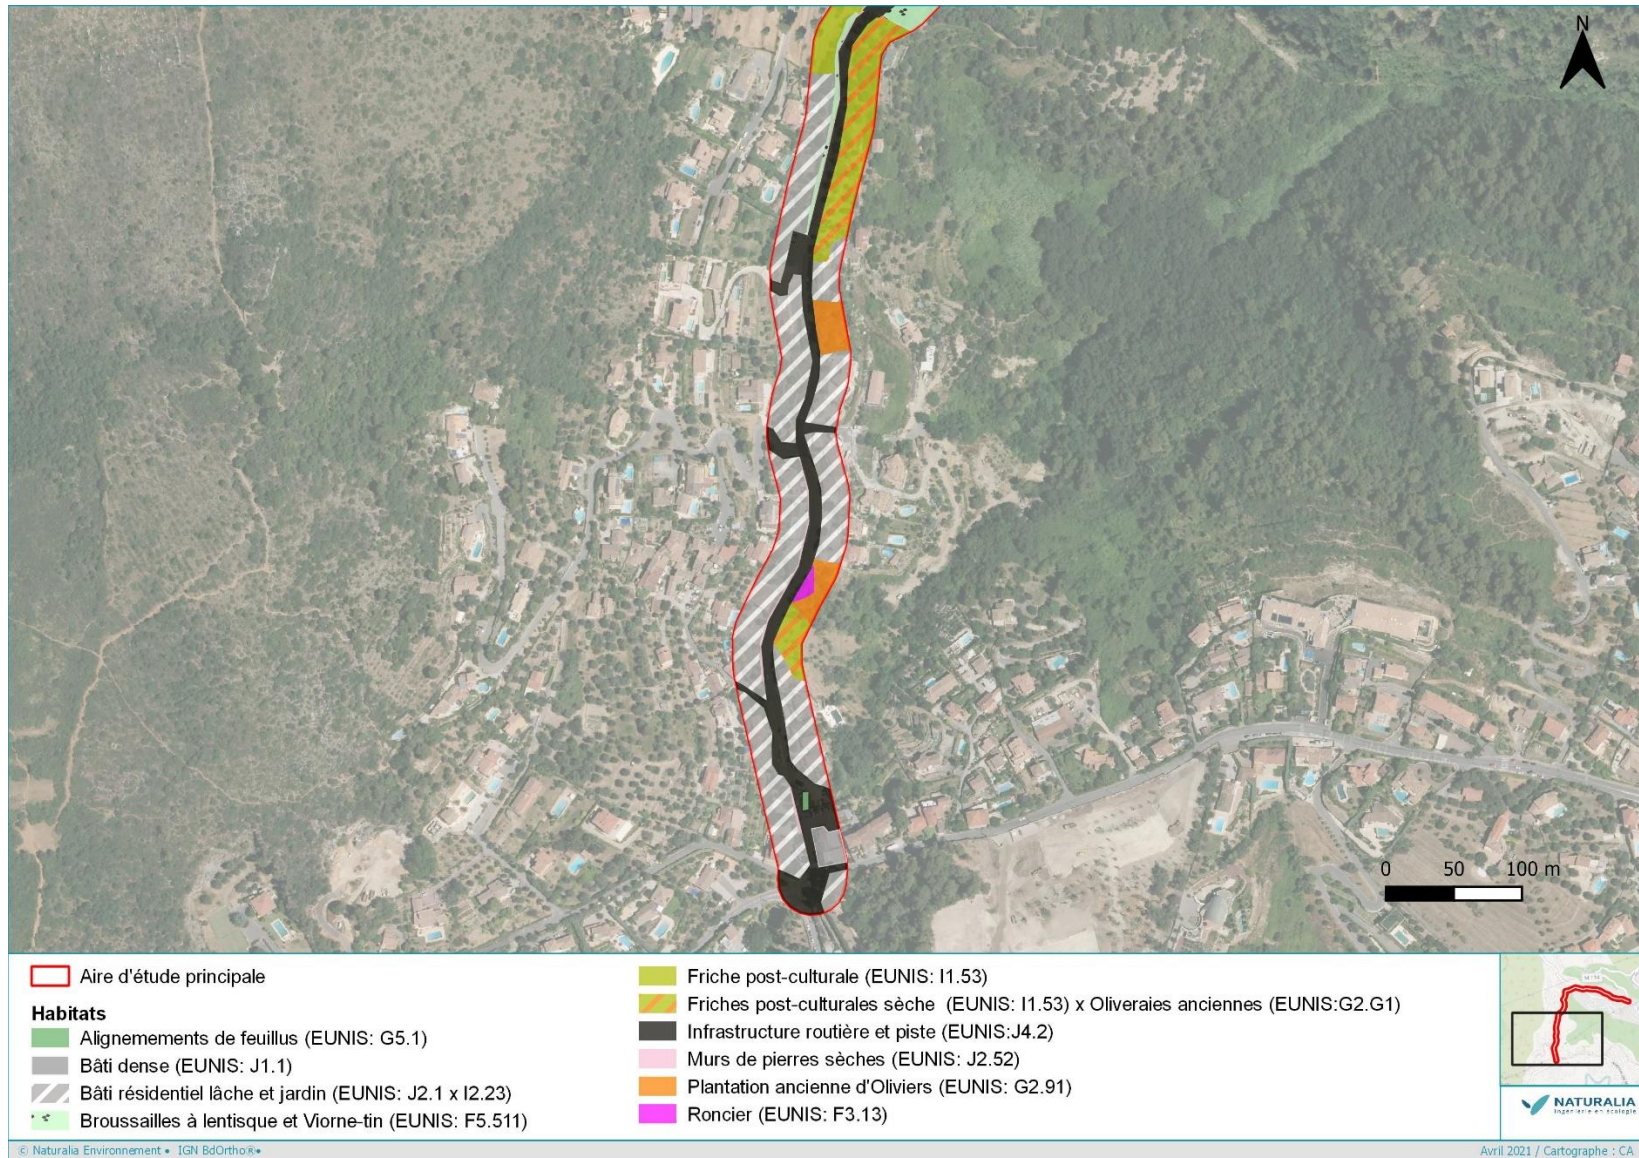 N
0 50 100 m
Aire d'étude principale
Habitats
Alignements de feuillus (EUNIS: G5.1)
Bâti dense (EUNIS: J1.1)
Bâti résidentiel lâche et jardin (EUNIS: J2.1 x I2.23)
Broussailles à lentisque et Viorne-tin (EUNIS: F5.511)
Friche post-culturale (EUNIS: I1.53)
Friches post-culturales sèche (EUNIS: I1.53) x Oliveraies anciennes (EUNIS:G2.G1)
Infrastructure routière et piste (EUNIS:J4.2)
Murs de pierres sèches (EUNIS: J2.52)
Plantation ancienne d'Oliviers (EUNIS: G2.91)
Roncier (EUNIS: F3.13)
NATURALIA
Ingénierie en écologie
© Naturalia Environnement • IGN BdOrtho®•
Avril 2021 / Cartographe : CA